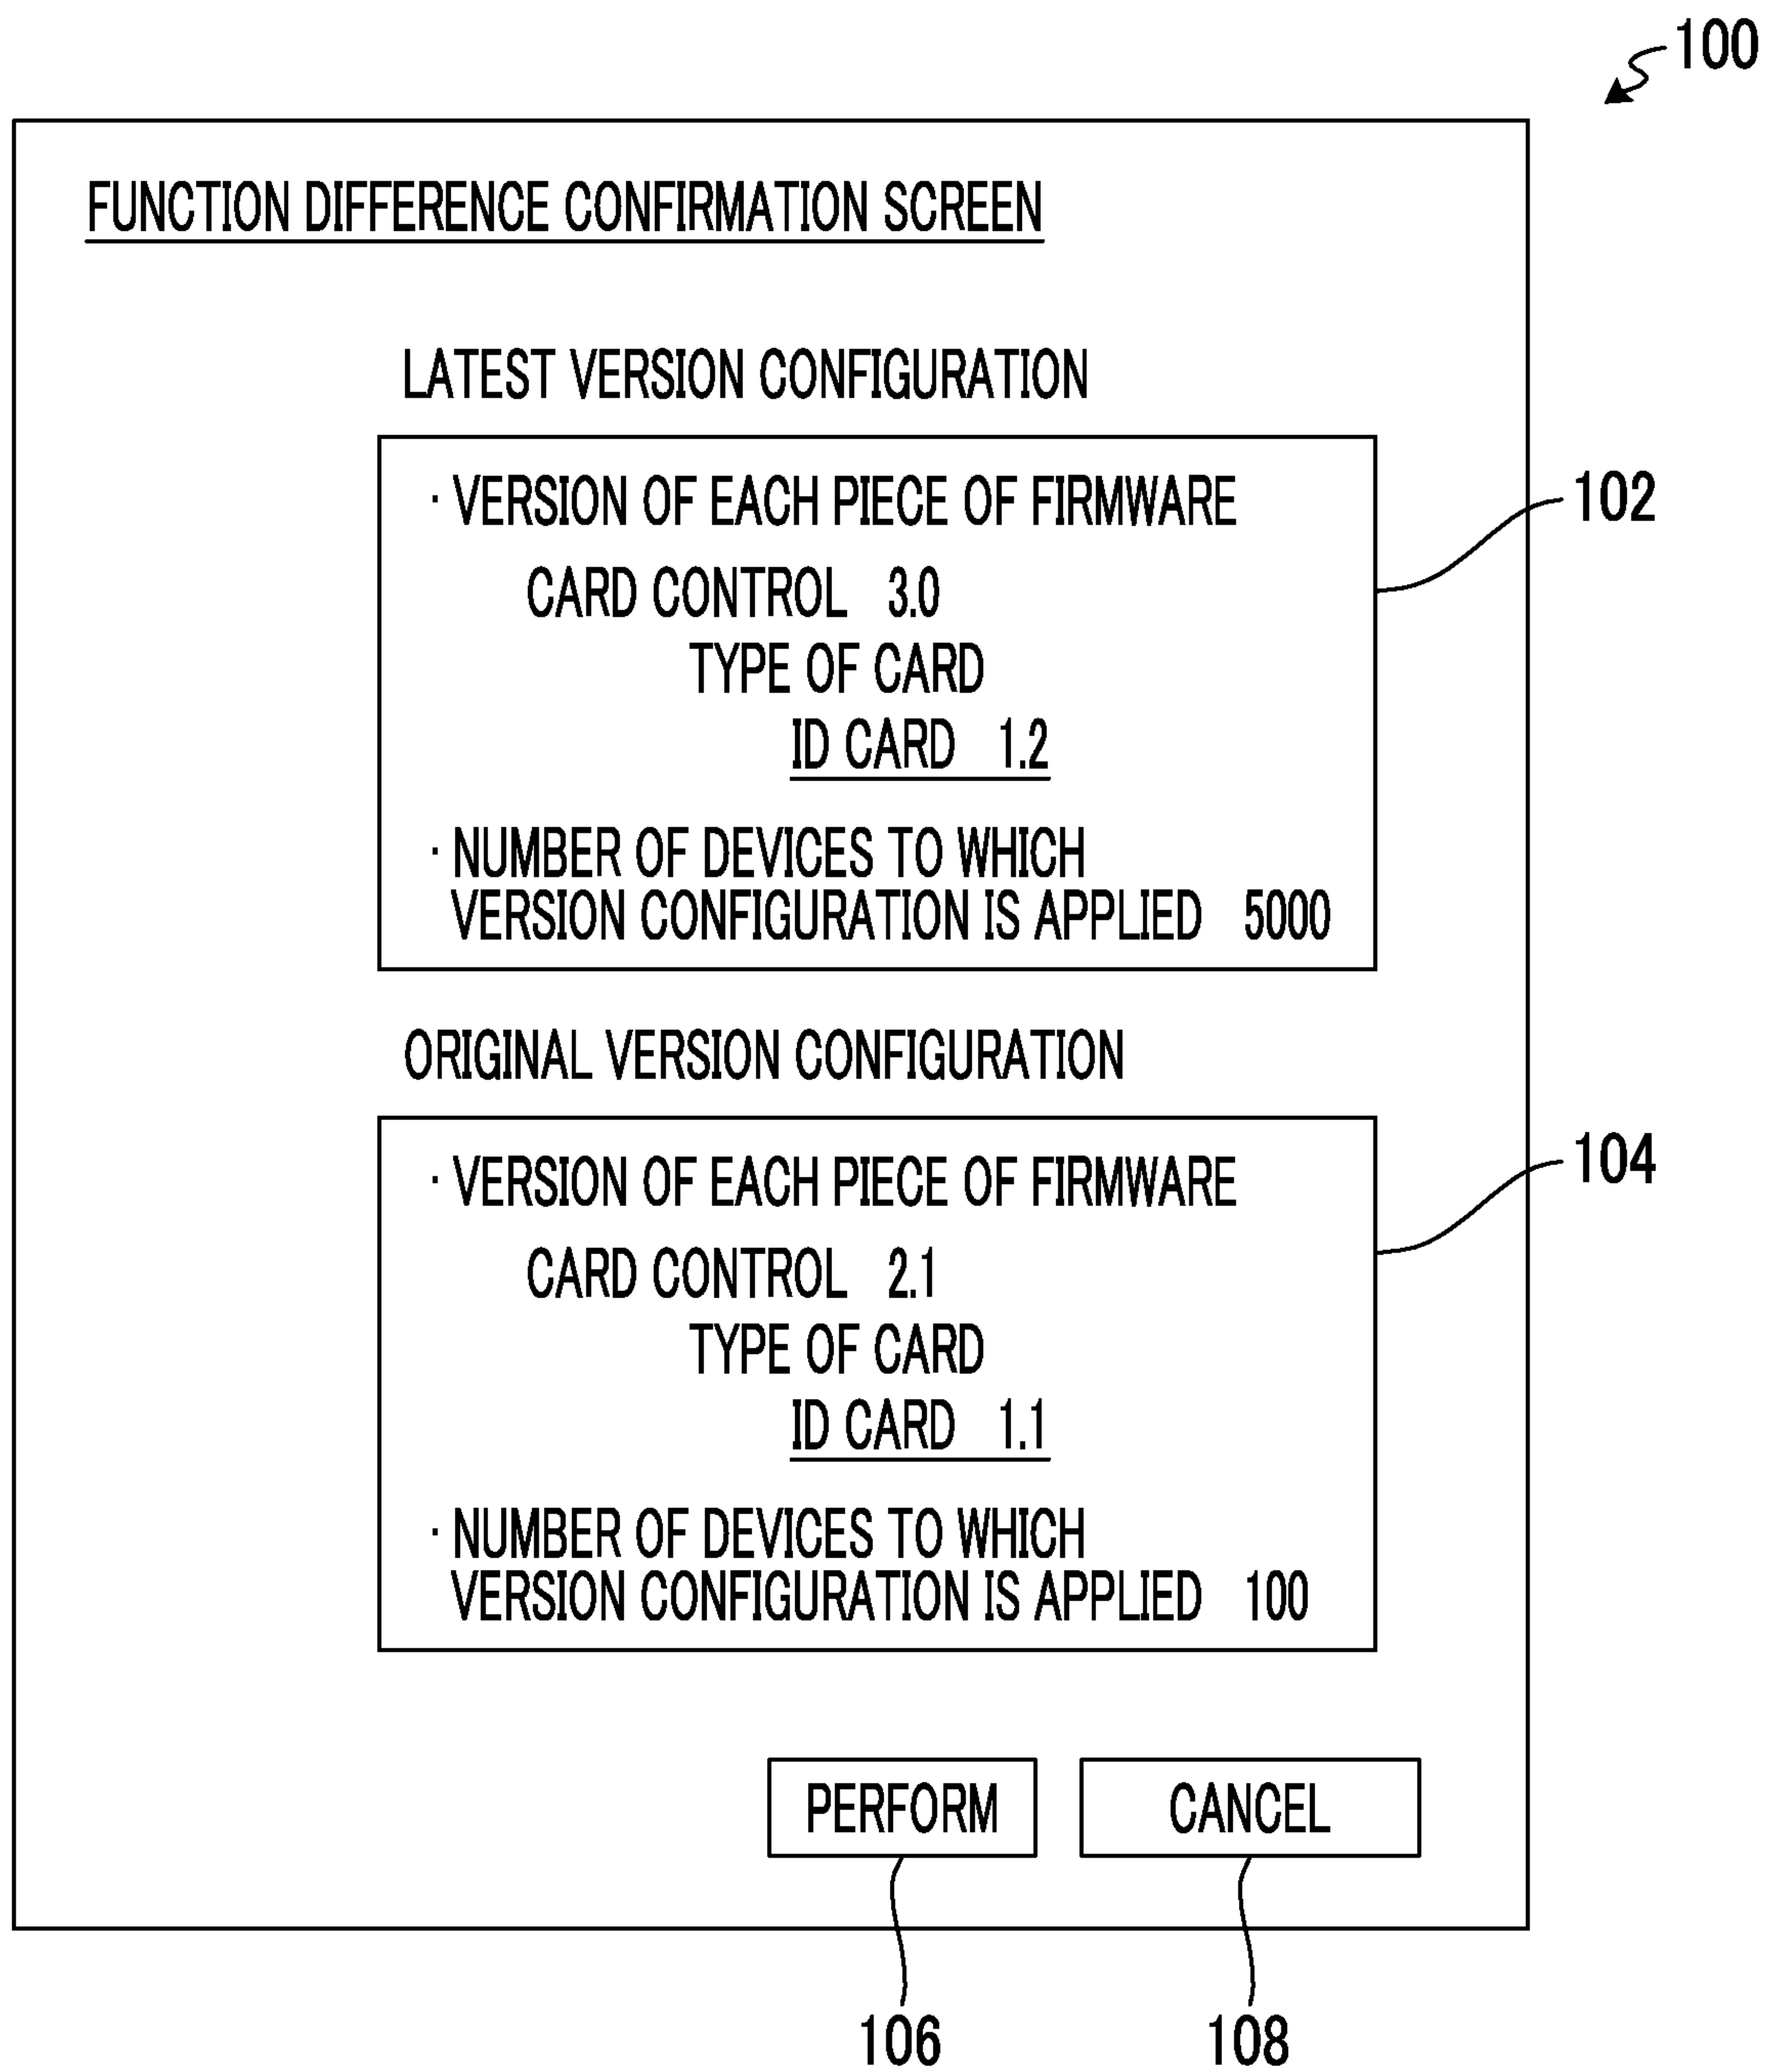 100
FUNCTION DIFFERENCE CONFIRMATION SCREEN
LATEST VERSION CONFIGURATION
· VERSION OF EACH PIECE OF FIRMWARE
102
CARD CONTROL 3.0
TYPE OF CARD
ID CARD 1.2
· NUMBER OF DEVICES TO WHICH
VERSION CONFIGURATION IS APPLIED 5000
ORIGINAL VERSION CONFIGURATION
· VERSION OF EACH PIECE OF FIRMWARE
104
CARD CONTROL 2.1
TYPE OF CARD
ID CARD 1.1
· NUMBER OF DEVICES TO WHICH
VERSION CONFIGURATION IS APPLIED 100
PERFORM
CANCEL
106
108